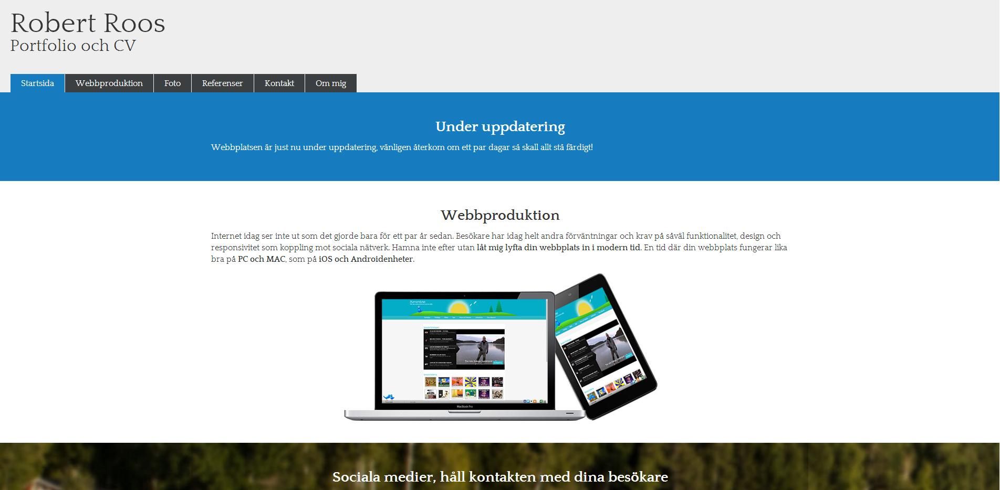 Robert Roos
Portfolio och CV
Startsida
Webbproduktion
Foto
Referenser
Kontakt
Om mig
Under uppdatering
Webbplatsen är just nu under uppdatering, vänligen återkom om ett par dagar så skall allt stå färdigt!
Webbproduktion
Internet idag ser inte ut som det gjorde bara för ett par år sedan. Besökare har idag helt andra förväntningar och krav på såväl funktionalitet, design och
responsivitet som koppling mot sociala nätverk. Hamna inte efter utan låt mig lyfta din webbplats in i modern tid. En tid där din webbplats fungerar lika
bra på PC och MAC, som på iOS och Androidenheter.
MacBook Pro
Sociala medier, håll kontakten med dina besökare